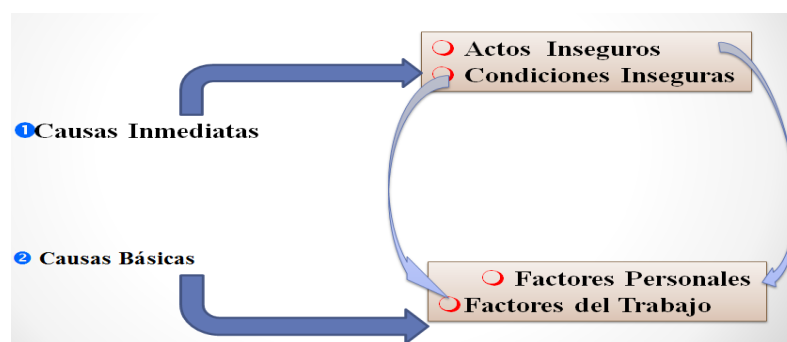 Actos Inseguros
Condiciones Inseguras
❶Causas Inmediatas
❷ Causas Básicas
Factores Personales
Factores del Trabajo